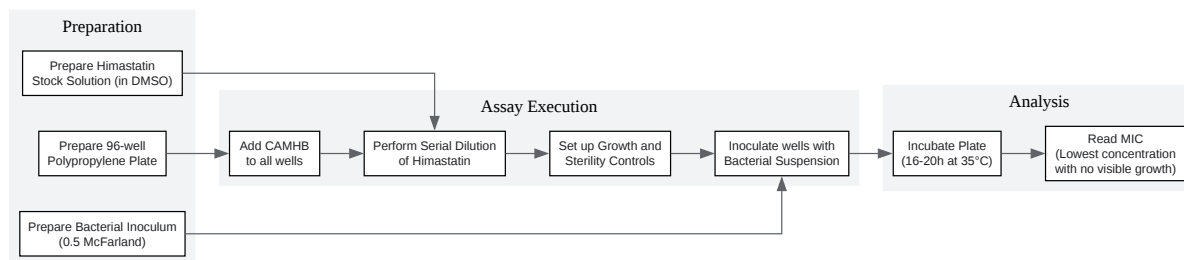 Preparation
Prepare Himastatin
Stock Solution (in DMSO)
Prepare 96-well
Polypropylene Plate
Prepare Bacterial Inoculum
(0.5 McFarland)
Assay Execution
Add CAMHB
to all wells
Perform Serial Dilution
of Himastatin
Set up Growth and
Sterility Controls
Inoculate wells with
Bacterial Suspension
Analysis
Incubate Plate
(16-20h at 35°C)
Read MIC
(Lowest concentration
with no visible growth)